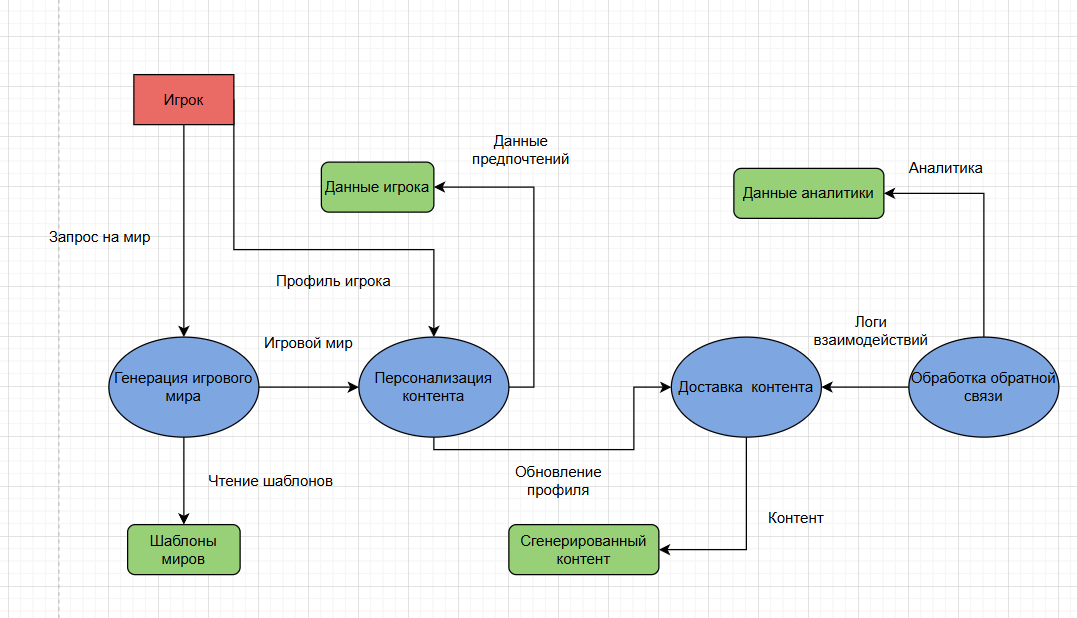 Игрок
Данные
предпочтений
Данные игрока
Аналитика
Данные аналитики
Запрос на мир
Профиль игрока
Игровой мир
Логи
взаимодействий
Генерация игрового
мира
Персонализация
контента
Доставка контента
Обработка обратной
связи
Чтение шаблонов
Обновление
профиля
Контент
Шаблоны
миров
Сгенерированный
контент